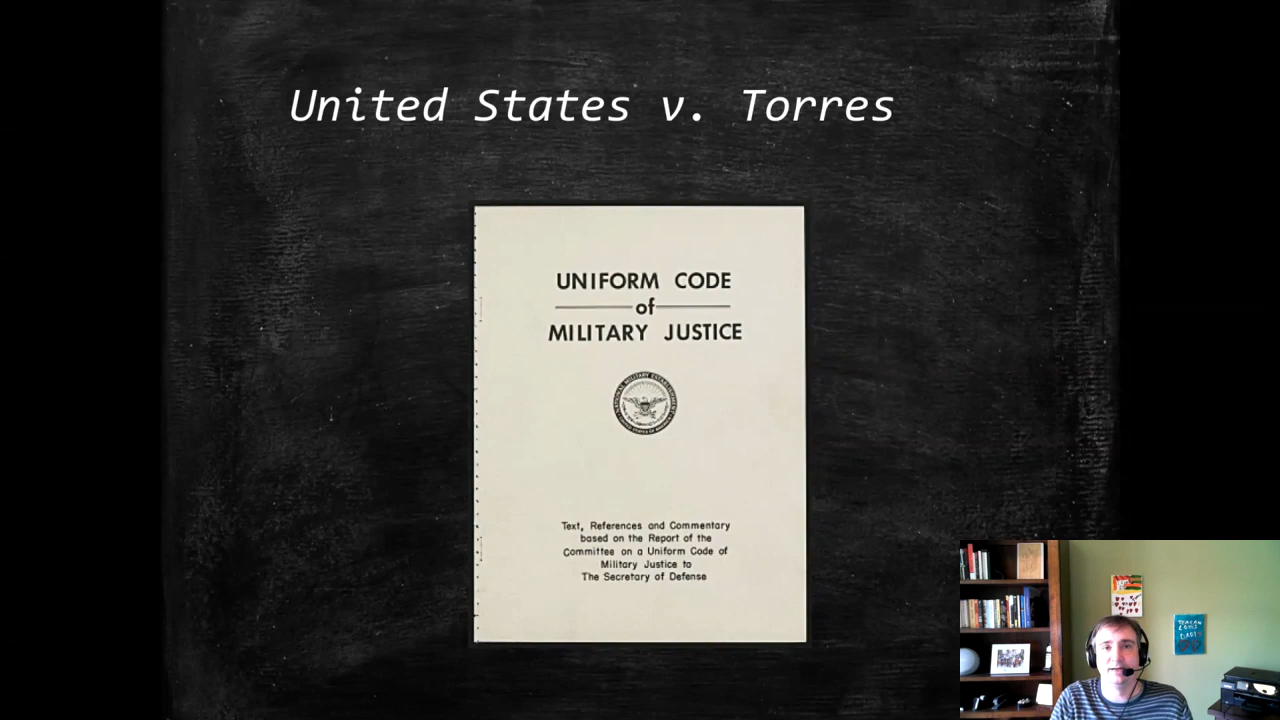 United States v. Torres
UNIFORM CODE
of
MILITARY JUSTICE
Text, References and Commentary
based on the Report of the
Committee on a Uniform Code of
Military Justice to
The Secretary of Defense